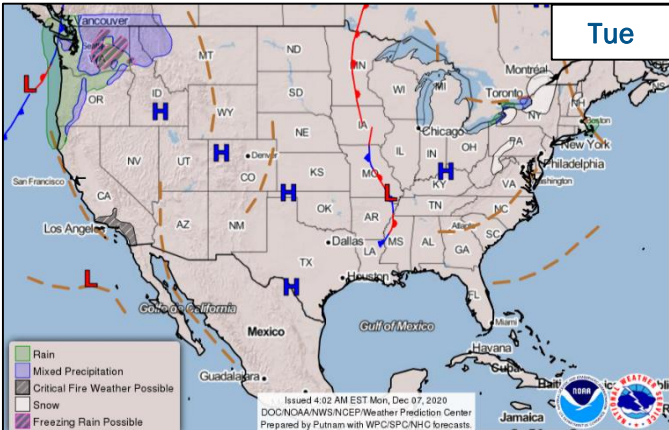 Tue
Vancouver
Seattle
WA
MT
ND
MN
OR
ID
WY
SD
WI
MI
Toronto
Montréal
NY
NH
Boston
NS
L
H
IA
NE
Chicago
PA
New York
Philadelphia
Washington
NV
UT
H
Denver
CO
KS
MO
IL
IN
OH
H
KY
VA
San Francisco
CA
H
L
Los Angeles
AZ
NM
OK
AR
TN
NC
Atlanta
SC
Dallas
MS
AL
GA
LA
TX
Houston
H
L
FL
Golfo de California
Mexico
Gulf of Mexico
Miami
Havana
Cuba
Guadalajara
Jamaica
Rain
Mixed Precipitation
Critical Fire Weather Possible
Snow
Freezing Rain Possible
Issued 4:02 AM EST Mon, Dec 07, 2020
DOC/NOAA/NWS/NCEP/Weather Prediction Center
Prepared by Putnam with WPC/SPC/NHC forecasts.
NOAA